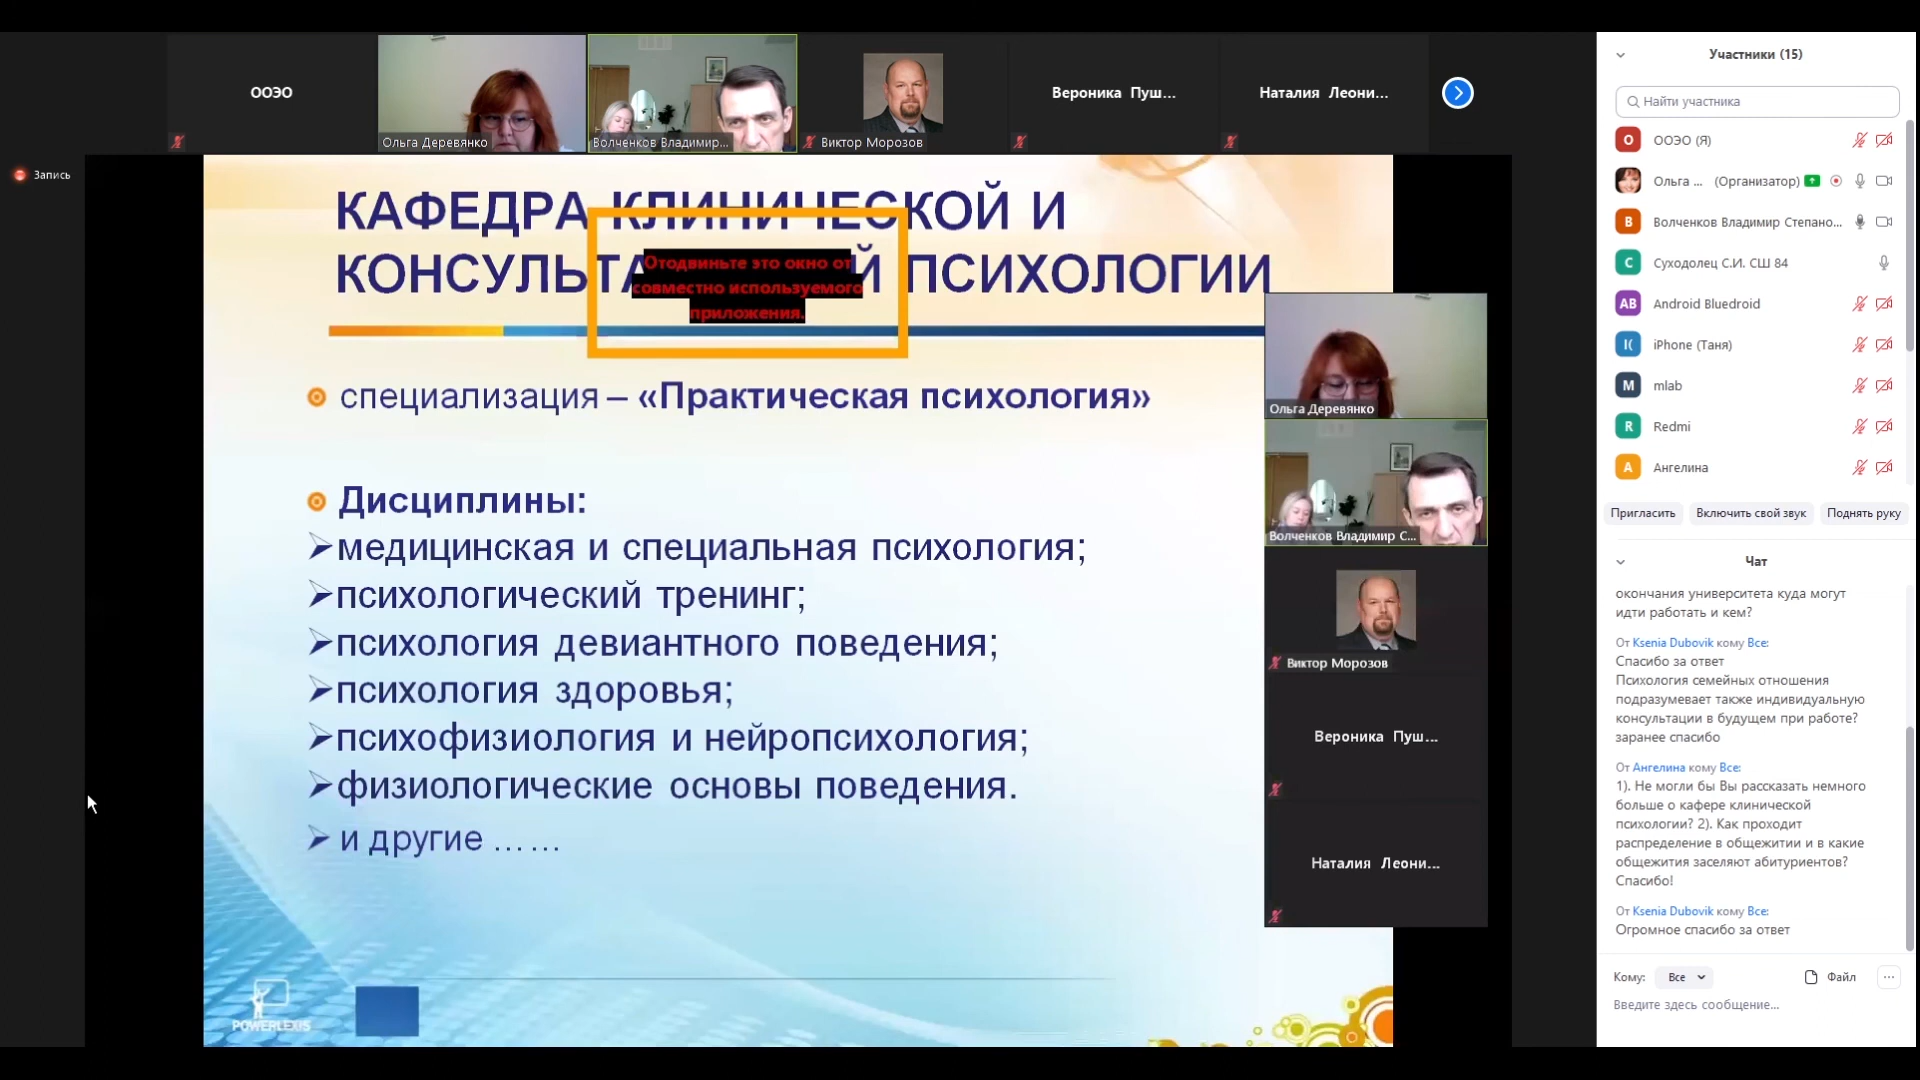 ООЭО
Ольга Деревянко
Волченков Владимир...
Виктор Морозов
Вероника Пуш...
Наталия Леони...
Запись
КАФЕДРА КЛИНИЧЕСКОЙ И
КОНСУЛЬТА Й ПСИХОЛОГИИ
Отодвиньте это окно от
совместно используемого
приложения.
специализация – «Практическая психология»
Дисциплины:
медицинская и специальная психология;
психологический тренинг;
психология девиантного поведения;
психология здоровья;
психофизиология и нейропсихология;
физиологические основы поведения.
и другие ……
POWERLEXIS
Ольга Деревянко
Волченков Владимир С...
Виктор Морозов
Вероника Пуш...
Наталия Леони...
Участники (15)
Найти участника
О ООЭО (Я)
Ольга ... (Организатор)
В Волченков Владимир Степано...
С Суходолец С.И. СШ 84
AB Android Bluedroid
I( iPhone (Таня)
M mlab
R Redmi
А Ангелина
Пригласить Включить свой звук Поднять руку
Чат
окончания университета куда могут
идти работать и кем?
От Ksenia Dubovik кому Все:
Спасибо за ответ
Психология семейных отношения
подразумевает также индивидуальную
консультации в будущем при работе?
заранее спасибо
От Ангелина кому Все:
1). Не могли бы Вы рассказать немного
больше о кафере клинической
психологии? 2). Как проходит
распределение в общежитии и в какие
общежития заселяют абитуриентов?
Спасибо!
От Ksenia Dubovik кому Все:
Огромное спасибо за ответ
Кому: Все Файл ...
Введите здесь сообщение...